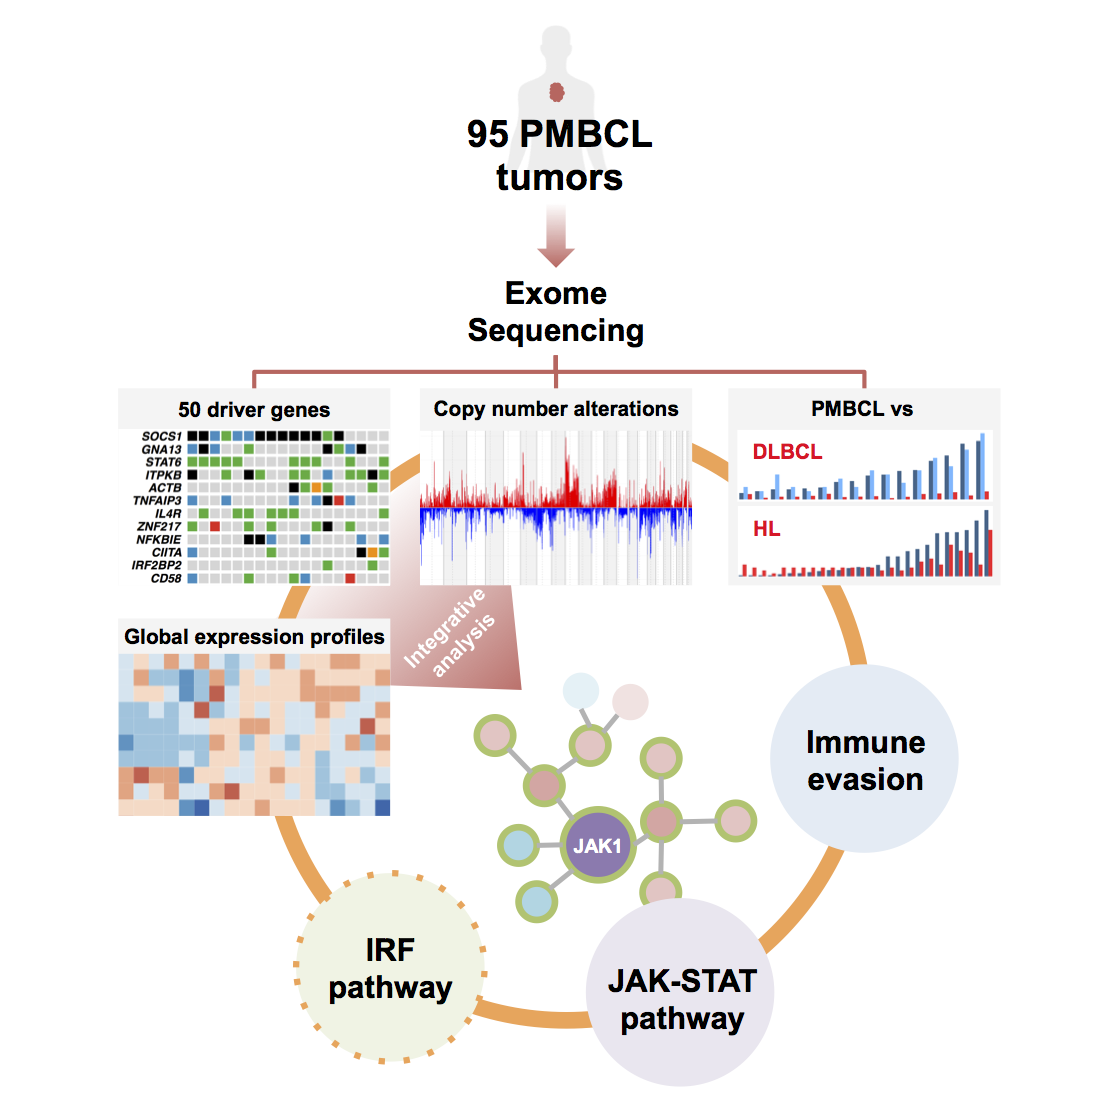 95 PMBCL
tumors
Exome
Sequencing
50 driver genes
SOCS1
GNA13
STAT6
ITPKB
ACTB
TNFAIP3
IL4R
ZNF217
NFKBIE
CIITA
IRF2BP2
CD58
Copy number alterations
PMBCL vs
DLBCL
HL
Integrative
analysis
Global expression profiles
JAK1
Immune
evasion
IRF
pathway
JAK-STAT
pathway